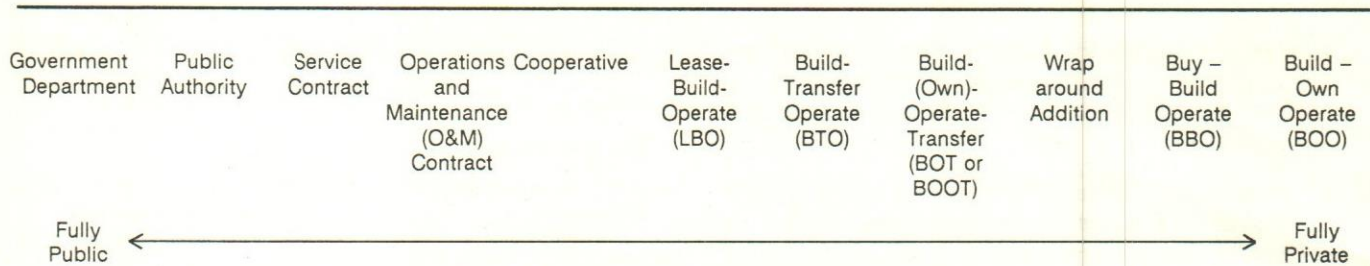 Government
Department
Public
Authority
Service
Contract
Operations
and
Maintenance
(O&M)
Contract
Cooperative
Lease-
Build-
Operate
(LBO)
Build-
Transfer
Operate
(BTO)
Build-
(Own)-
Operate-
Transfer
(BOT or
BOOT)
Wrap
around
Addition
Buy –
Build
Operate
(BBO)
Build –
Own
Operate
(BOO)
Fully
Public
Fully
Private